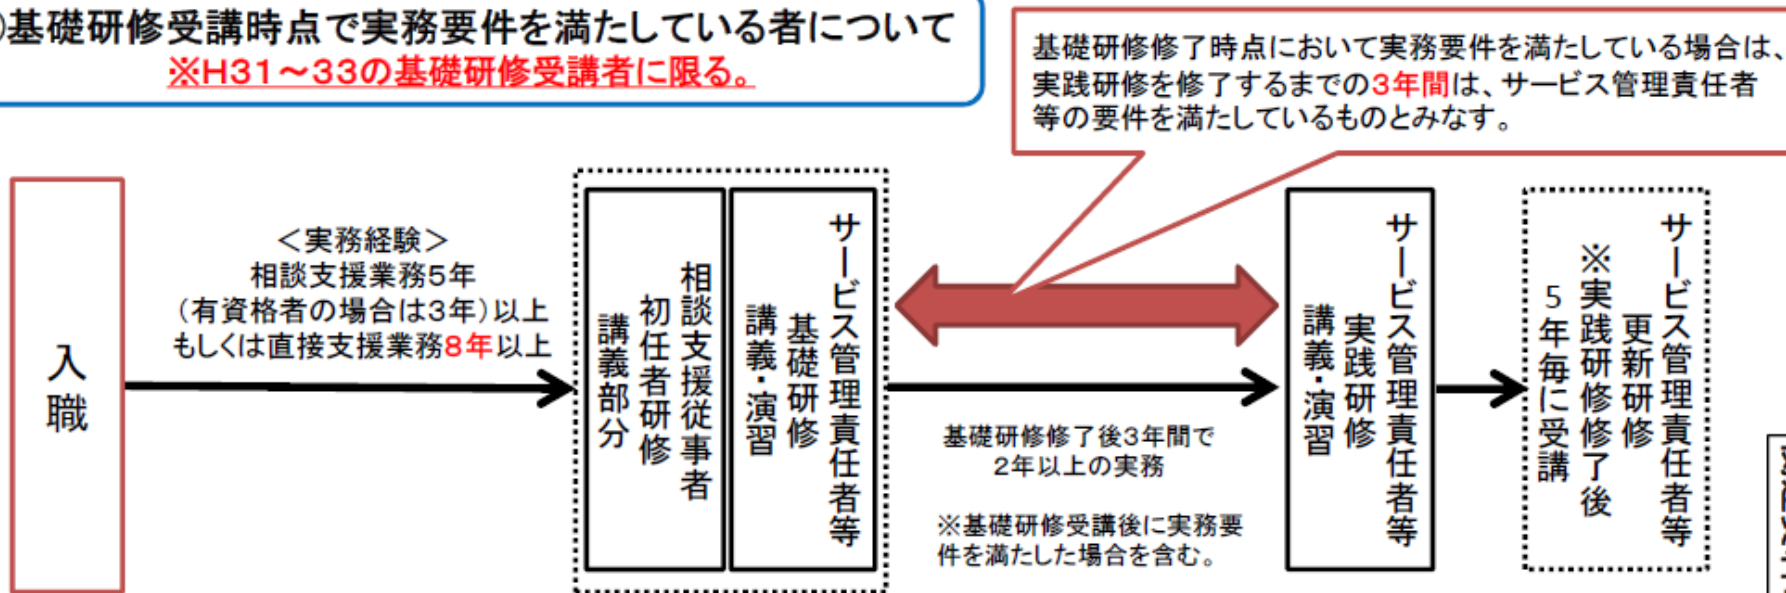 基礎研修受講時点で実務要件を満たしている者について
※H31～33の基礎研修受講者に限る。
基礎研修修了時点において実務要件を満たしている場合は、
実践研修を修了するまでの3年間は、サービス管理責任者
等の要件を満たしているものとみなす。
入職
＜実務経験＞
相談支援業務5年
（有資格者の場合は3年）以上
もしくは直接支援業務8年以上
相談支援従事者
初任者研修
講義部分
サービス管理責任者等
基礎研修
講義・演習
基礎研修修了後3年間で
2年以上の実務
※基礎研修受講後に実務要
件を満たした場合を含む。
サービス管理責任者等
実践研修
講義・演習
サービス管理責任者等
更新研修
※実践研修修了後
5年毎に受講